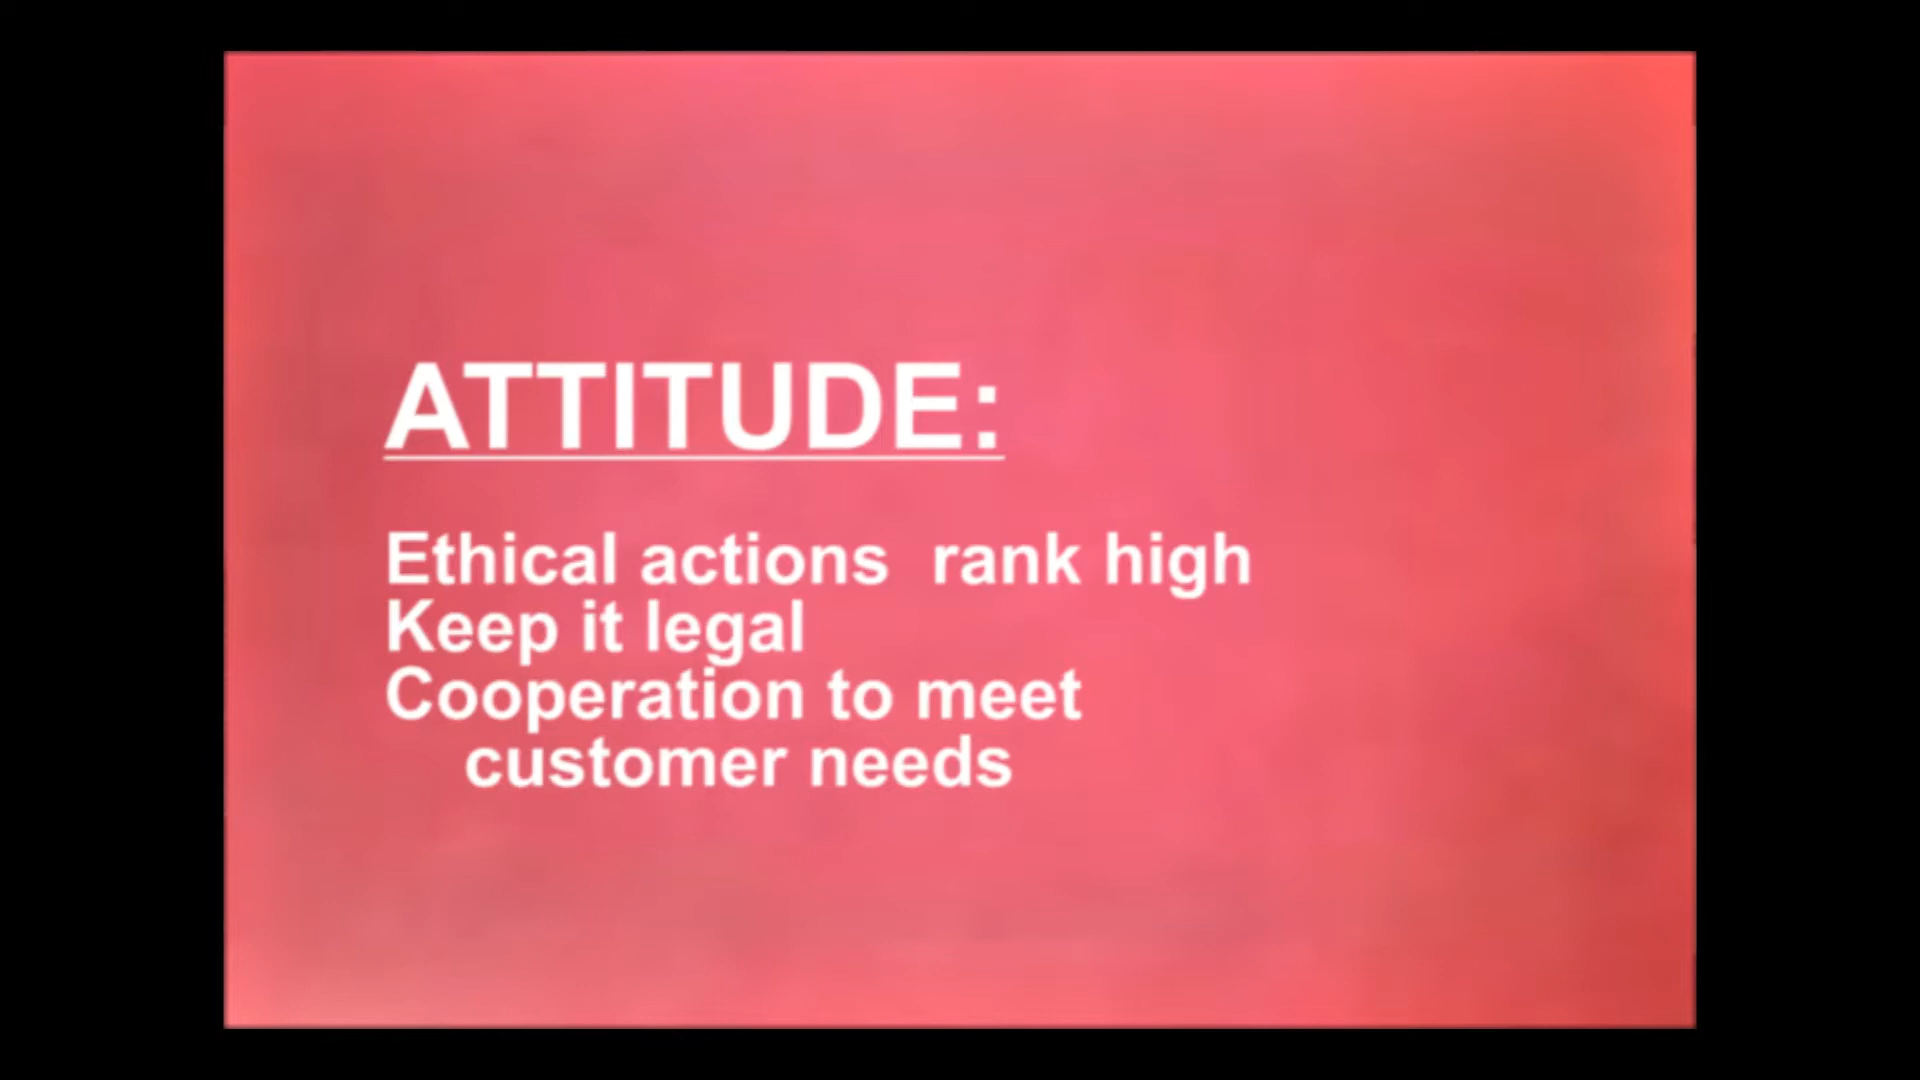 ATTITUDE:
Ethical actions  rank high
Keep it legal
Cooperation to meet
customer needs